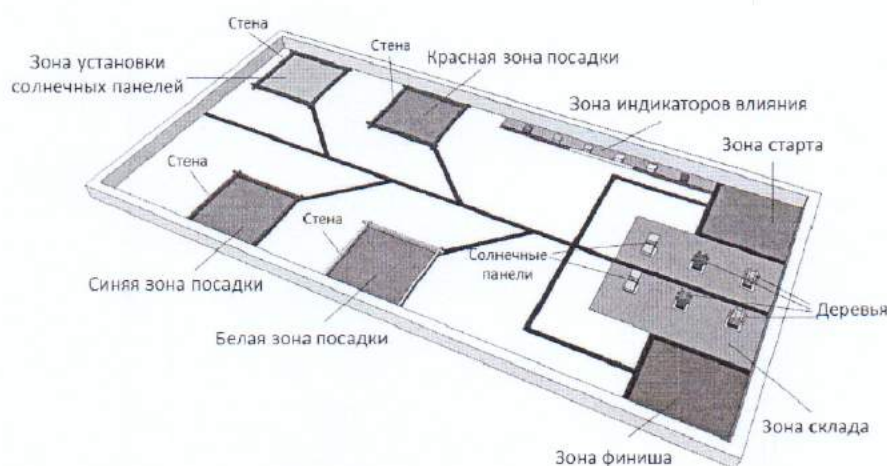 Стена
Стена
Зона установки
солнечных панелей
Красная зона посадки
Зона индикаторов влияния
Зона старта
Стена
Стена
Солнечные
панели
Синяя зона посадки
Деревья
Белая зона посадки
Зона склада
Зона финиша